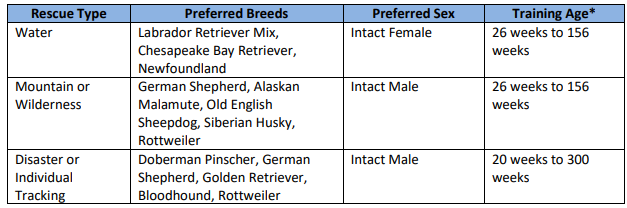 Rescue Type Preferred Breeds Preferred Sex Training Age*
Water Labrador Retriever Mix, Intact Female 26 weeks to 156
Chesapeake Bay Retriever, weeks
Newfoundland
Mountain or German Shepherd, Alaskan Intact Male 26 weeks to 156
Wilderness Malamute, Old English weeks
Sheepdog, Siberian Husky,
Rottweiler
Disaster or Doberman Pinscher, German Intact Male 20 weeks to 300
Individual Shepherd, Golden Retriever, weeks
Tracking Bloodhound, Rottweiler